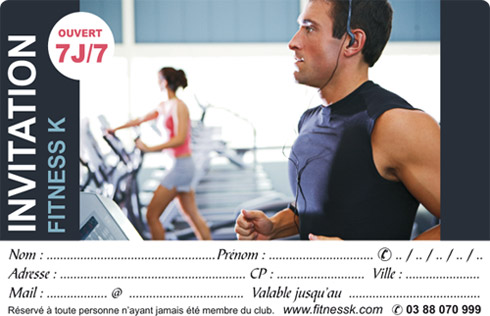 OUVERT
7J/7
INVITATION
FITNESS K
Nom : ................................................ Prénom : ........................ ✆ .. / .. / .. / .. / ..
Adresse : ........................................................ CP : ........................ Ville : ......................
Mail : .................. @ ............................ Valable jusqu'au ....................................
Réservé à toute personne n'ayant jamais été membre du club. www.fitnessk.com ✆ 03 88 070 999